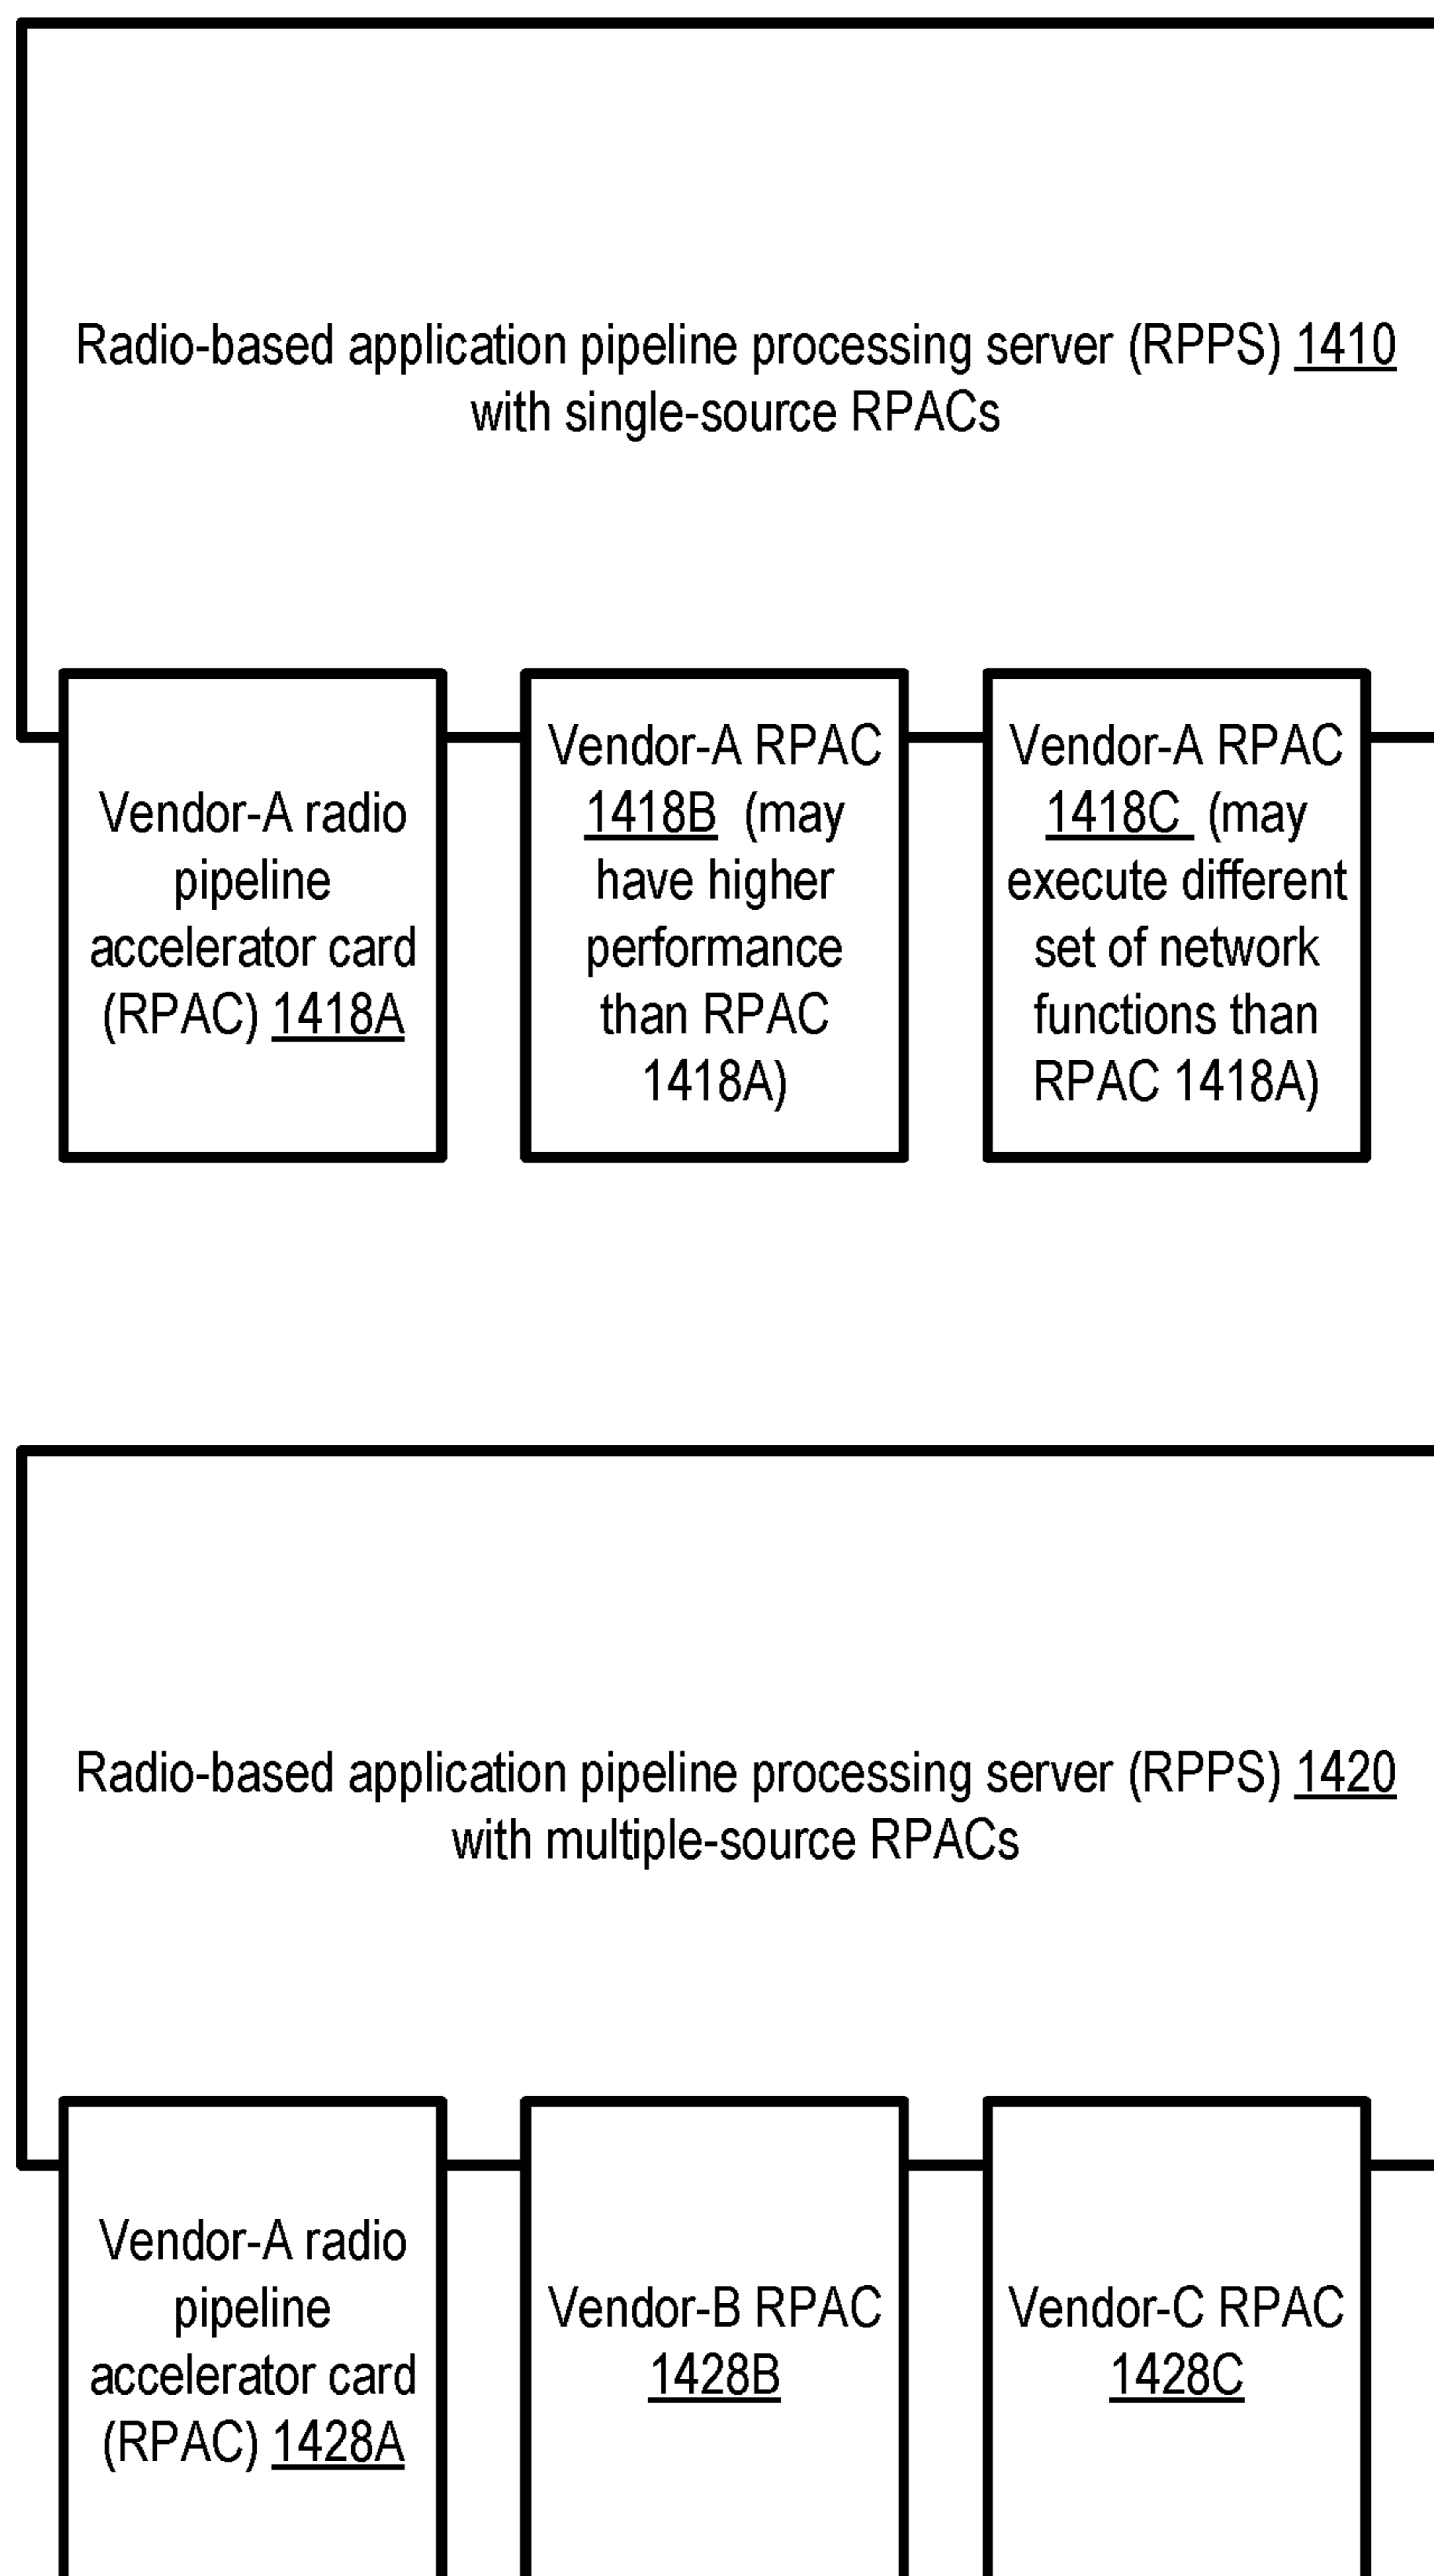 Radio-based application pipeline processing server (RPPS) 1410
with single-source RPACs
Vendor-A radio
pipeline
accelerator card
(RPAC) 1418A
Vendor-A RPAC
1418B (may
have higher
performance
than RPAC
1418A)
Vendor-A RPAC
1418C (may
execute different
set of network
functions than
RPAC 1418A)
Radio-based application pipeline processing server (RPPS) 1420
with multiple-source RPACs
Vendor-A radio
pipeline
accelerator card
(RPAC) 1428A
Vendor-B RPAC
1428B
Vendor-C RPAC
1428C